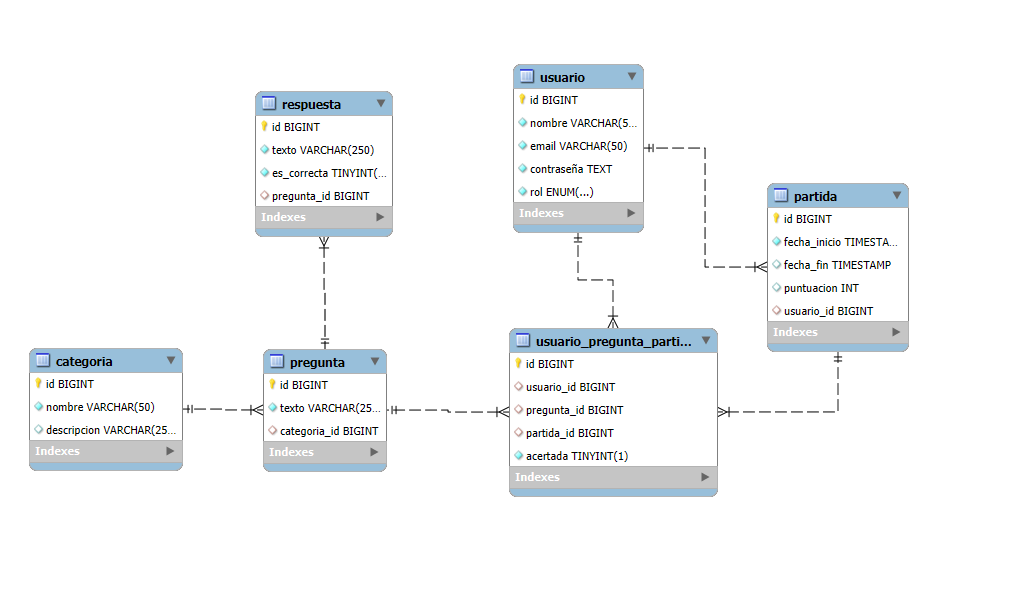 respuesta
id BIGINT
texto VARCHAR(250)
es_correcta TINYINT(...
pregunta_id BIGINT
Indexes
usuario
id BIGINT
nombre VARCHAR(5...
email VARCHAR(50)
contraseña TEXT
rol ENUM(...)
Indexes
partida
id BIGINT
fecha_inicio TIMESTA...
fecha_fin TIMESTAMP
puntuacion INT
usuario_id BIGINT
Indexes
categoria
id BIGINT
nombre VARCHAR(50)
descripcion VARCHAR(25...
Indexes
pregunta
id BIGINT
texto VARCHAR(25...
categoria_id BIGINT
Indexes
usuario_pregunta_parti...
id BIGINT
usuario_id BIGINT
pregunta_id BIGINT
partida_id BIGINT
acertada TINYINT(1)
Indexes